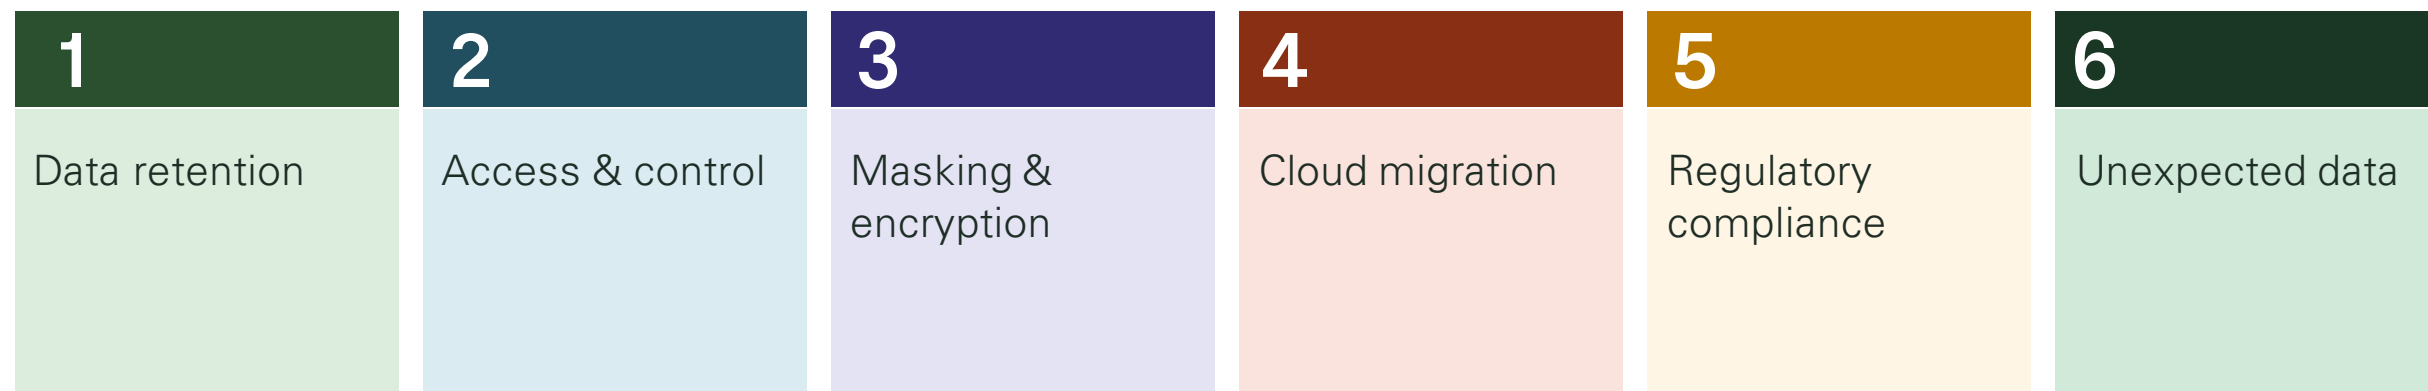 1
Data retention
2
Access & control
3
Masking &
encryption
4
Cloud migration
5
Regulatory
compliance
6
Unexpected data